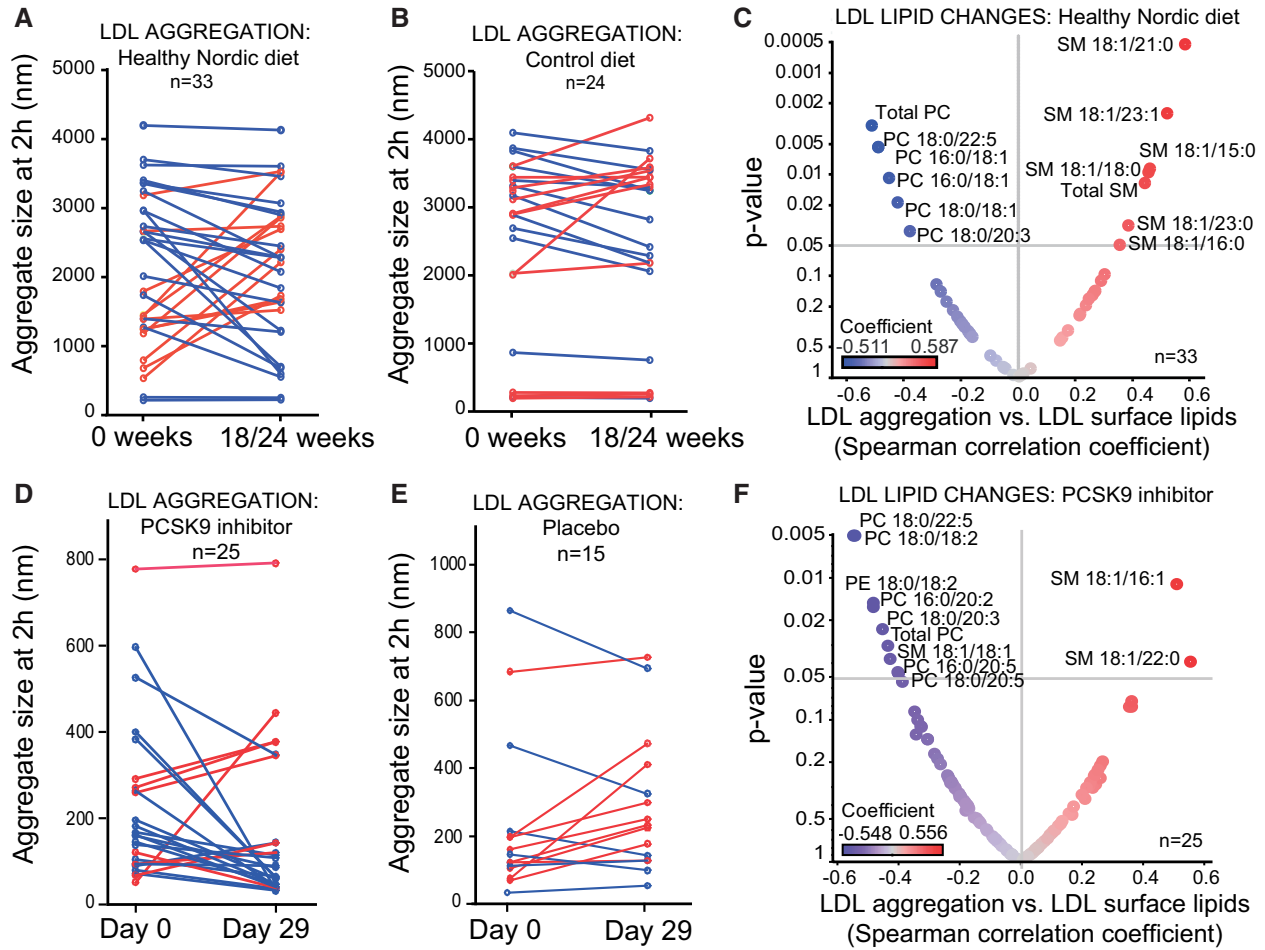 A
LDL AGGREGATION:
Healthy Nordic diet
n=33
Aggregate size at 2h (nm)
5000
4000
3000
2000
1000
0
0 weeks
18/24 weeks
B
LDL AGGREGATION:
Control diet
n=24
Aggregate size at 2h (nm)
5000
4000
3000
2000
1000
0
0 weeks
18/24 weeks
C
LDL LIPID CHANGES: Healthy Nordic diet
p-value
0.0005
0.001
0.002
0.005
0.01
0.02
0.05
0.1
0.2
0.5
1
SM 18:1/21:0
Total PC
SM 18:1/23:1
PC 18:0/22:5
PC 16:0/18:1
SM 18:1/15:0
SM 18:1/18:0
PC 16:0/18:1
Total SM
PC 18:0/18:1
SM 18:1/23:0
PC 18:0/20:3
SM 18:1/16:0
Coefficient
-0.511
0.587
n=33
-0.6
-0.4
-0.2
0.0
0.2
0.4
0.6
LDL aggregation vs. LDL surface lipids
(Spearman correlation coefficient)
D
LDL AGGREGATION:
PCSK9 inhibitor
n=25
Aggregate size at 2h (nm)
800
600
400
200
0
Day 0
Day 29
E
LDL AGGREGATION:
Placebo
n=15
Aggregate size at 2h (nm)
1000
800
600
400
200
0
Day 0
Day 29
F
LDL LIPID CHANGES: PCSK9 inhibitor
p-value
0.005
0.01
0.02
0.05
0.1
0.2
0.5
1
PC 18:0/22:5
PC 18:0/18:2
SM 18:1/16:1
PE 18:0/18:2
PC 16:0/20:2
PC 18:0/20:3
Total PC
SM 18:1/18:1
SM 18:1/22:0
PC 16:0/20:5
PC 18:0/20:5
Coefficient
-0.548
0.556
n=25
-0.6
-0.4
-0.2
0.0
0.2
0.4
0.6
LDL aggregation vs. LDL surface lipids
(Spearman correlation coefficient)